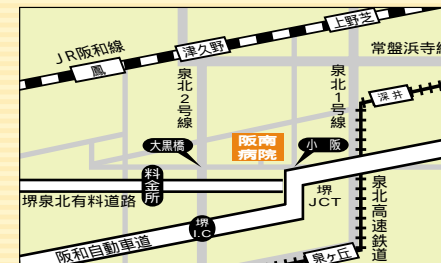 上野芝
JR阪和線
津久野
常盤浜寺線
鳳
泉北2号線
泉北1号線
深井
大黒橋
阪南
病院
小阪
料金所
堺泉北有料道路
堺
JCT
堺
I.C
阪和自動車道
泉北高速鉄道
泉ヶ丘